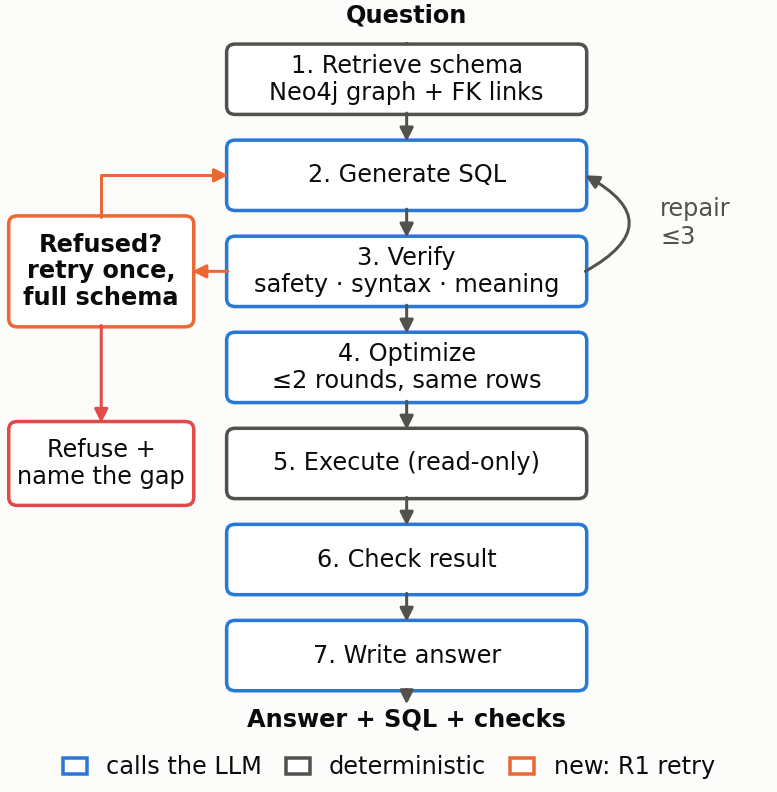 Question
1. Retrieve schema
Neo4j graph + FK links
2. Generate SQL
repair
≤3
Refused?
retry once,
full schema
3. Verify
safety · syntax · meaning
4. Optimize
≤2 rounds, same rows
Refuse +
name the gap
5. Execute (read-only)
6. Check result
7. Write answer
Answer + SQL + checks
calls the LLM
deterministic
new: R1 retry